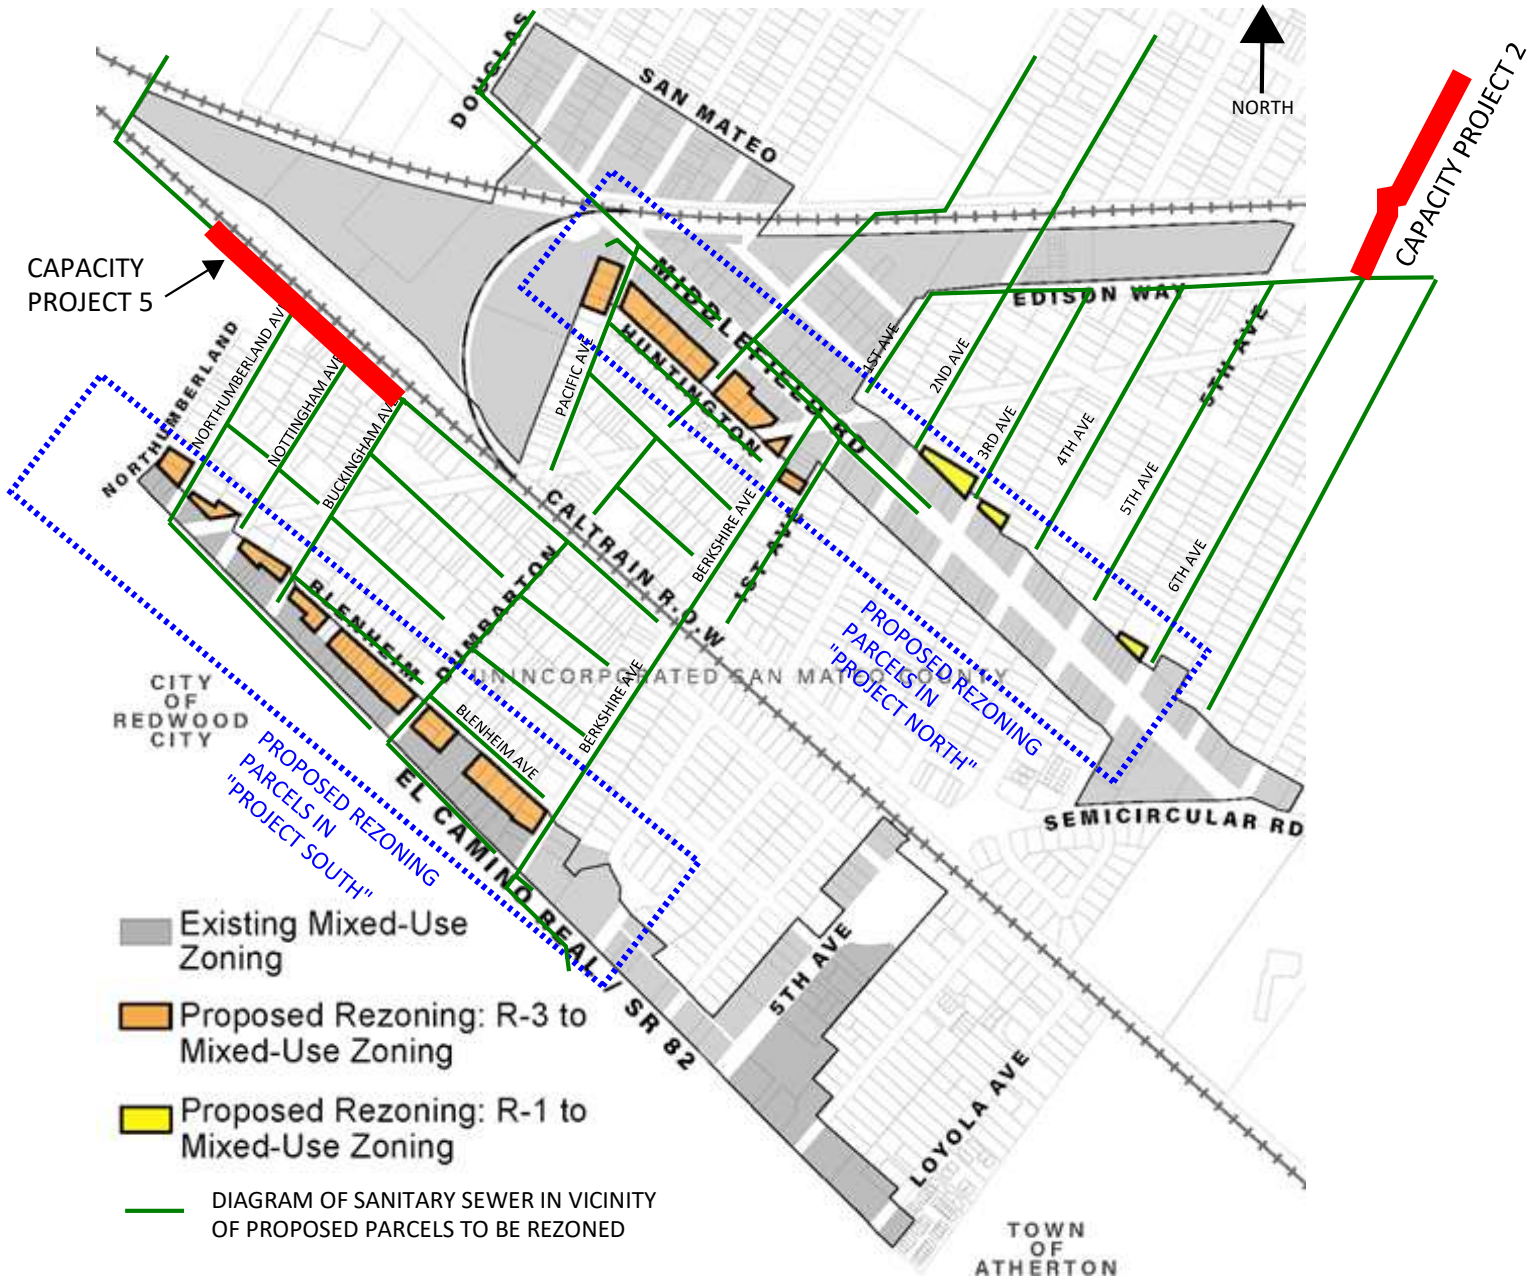 DOUGLAS
SAN MATEO
NORTH
CAPACITY PROJECT 2
CAPACITY
PROJECT 5
MIDDLEFIELD RD
HUNTINGTON
PACIFIC AVE
EDISON WAY
1ST AVE
2ND AVE
3RD AVE
4TH AVE
5TH AVE
5TH AVE
6TH AVE
NORTHUMBERLAND
NORTHUMBERLAND AVE
NOTTINGHAM AVE
BUCKINGHAM AVE
BERKSHIRE AVE
CALTRAIN R.O.W
DUMBARTON
BLENHEIM
UNINCORPORATED SAN MATEO COUNTY
BERKSHIRE AVE
BLENHEIM AVE
PROPOSED REZONING
PARCELS IN
"PROJECT NORTH"
CITY
OF
REDWOOD
CITY
PROPOSED REZONING
PARCELS IN
"PROJECT SOUTH"
SEMICIRCULAR RD
EL CAMINO REAL / SR 82
5TH AVE
LOYOLA AVE
Existing Mixed-Use
Zoning
Proposed Rezoning: R-3 to
Mixed-Use Zoning
Proposed Rezoning: R-1 to
Mixed-Use Zoning
DIAGRAM OF SANITARY SEWER IN VICINITY
OF PROPOSED PARCELS TO BE REZONED
TOWN
OF
ATHERTON